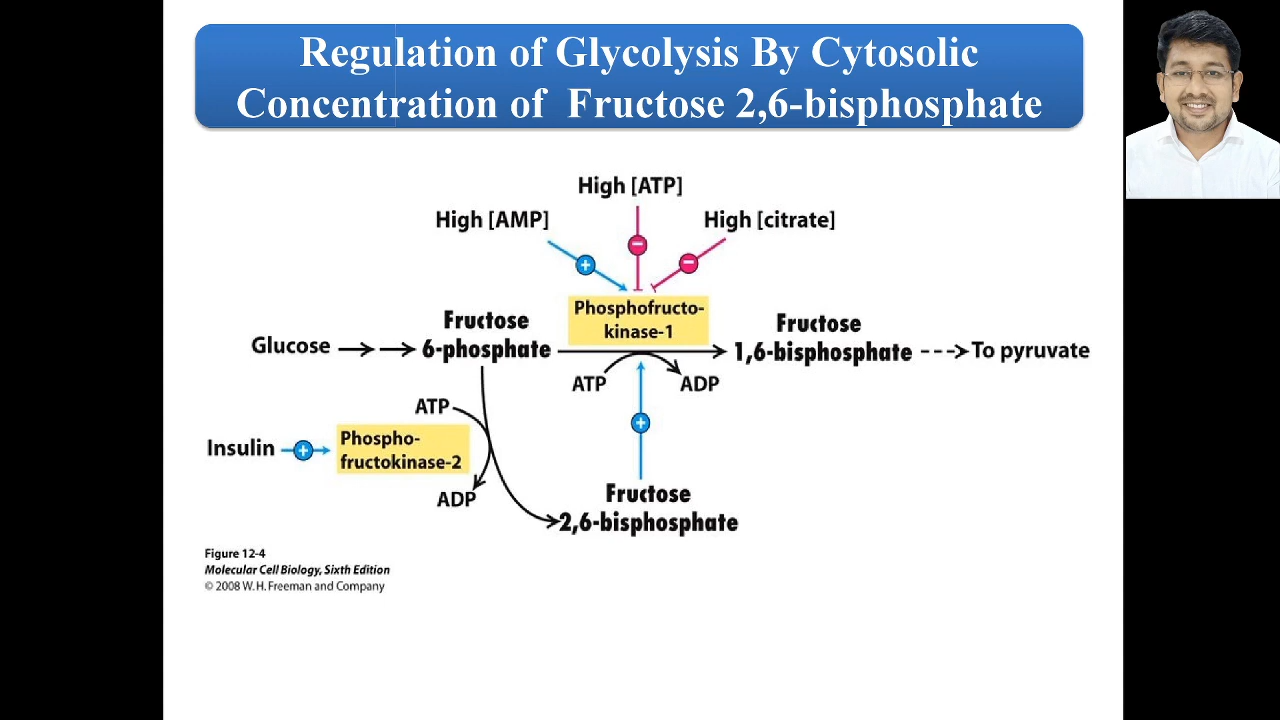 Regulation of Glycolysis By Cytosolic
Concentration of Fructose 2,6-bisphosphate
High [ATP]
High [AMP]
High [citrate]
Phosphofructo-
kinase-1
Glucose
Fructose
6-phosphate
Fructose
1,6-bisphosphate
To pyruvate
ATP
ADP
ATP
Insulin
Phospho-
fructokinase-2
ADP
Fructose
2,6-bisphosphate
Figure 12-4
Molecular Cell Biology, Sixth Edition
© 2008 W. H. Freeman and Company